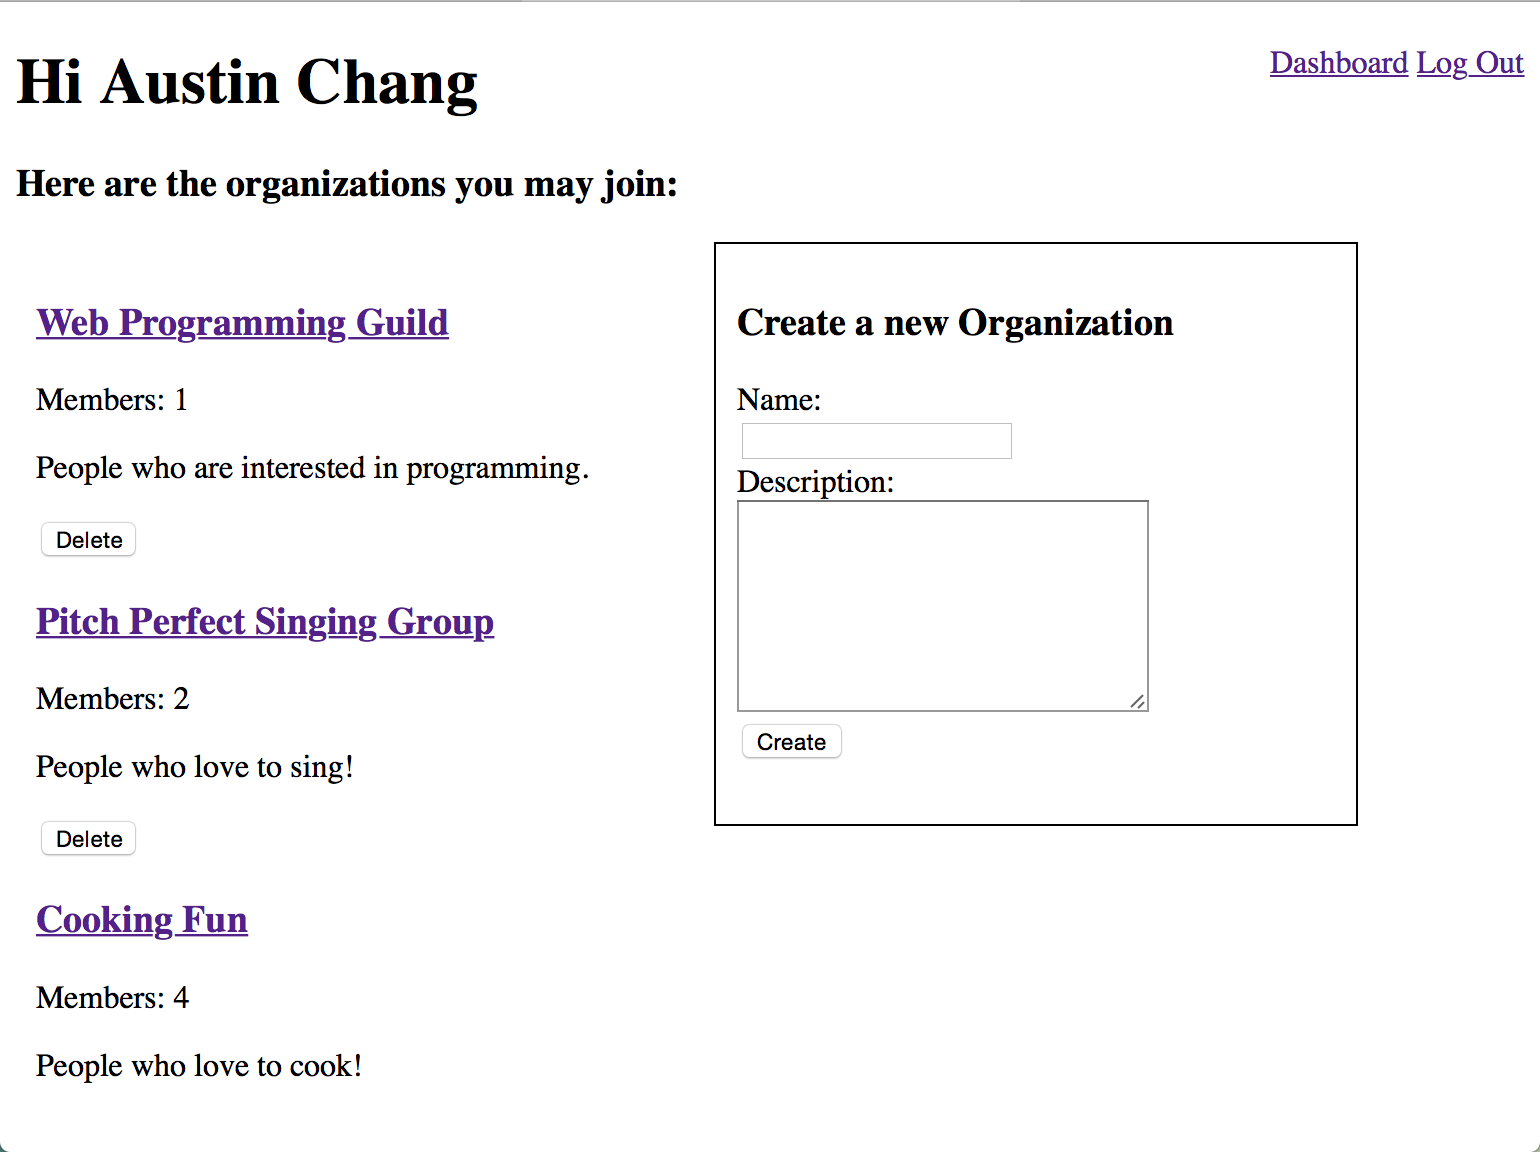 Hi Austin Chang
Dashboard Log Out
Here are the organizations you may join:
Web Programming Guild
Members: 1
People who are interested in programming.
Delete
Pitch Perfect Singing Group
Members: 2
People who love to sing!
Delete
Cooking Fun
Members: 4
People who love to cook!
Create a new Organization
Name:
Description:
Create